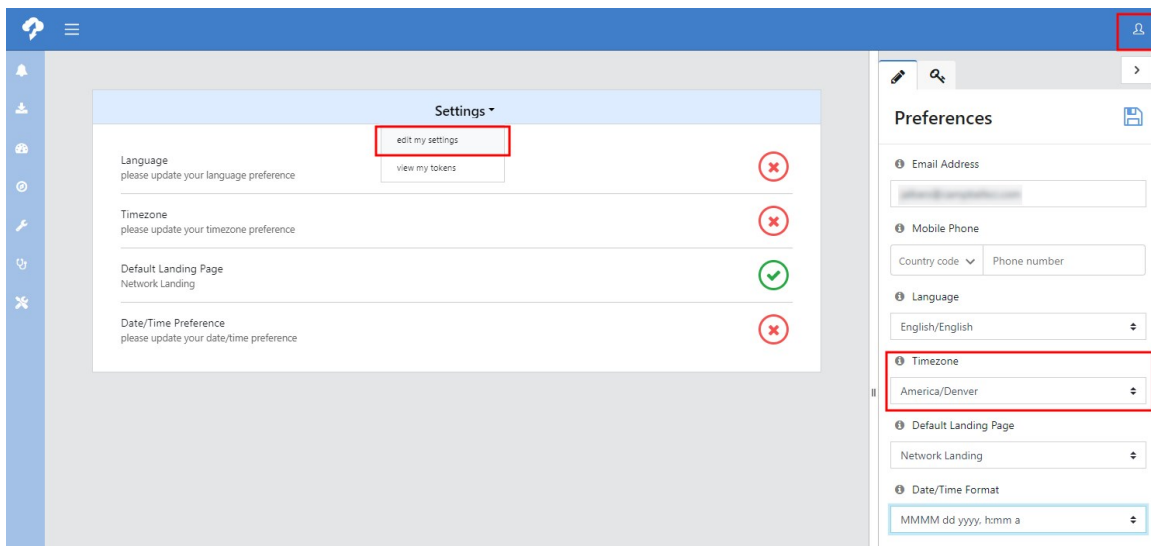 Settings
edit my settings
view my tokens
Language
please update your language preference
Timezone
please update your timezone preference
Default Landing Page
Network Landing
Date/Time Preference
please update your date/time preference
Preferences
Email Address
Mobile Phone
Country code
Phone number
Language
English/English
Timezone
America/Denver
Default Landing Page
Network Landing
Date/Time Format
MMMM dd yyyy, h:mm a